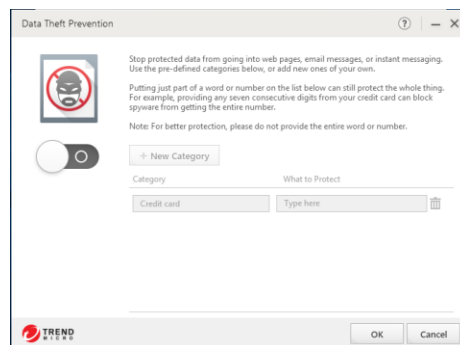 Data Theft Prevention
Stop protected data from going into web pages, email messages, or instant messaging.
Use the pre-defined categories below, or add new ones of your own.
Putting just part of a word or number on the list below can still protect the whole thing.
For example, providing any seven consecutive digits from your credit card can block
spyware from getting the entire number.
Note: For better protection, please do not provide the entire word or number.
+ New Category
Category What to Protect
Credit card Type here
TREND
MICRO
OK Cancel